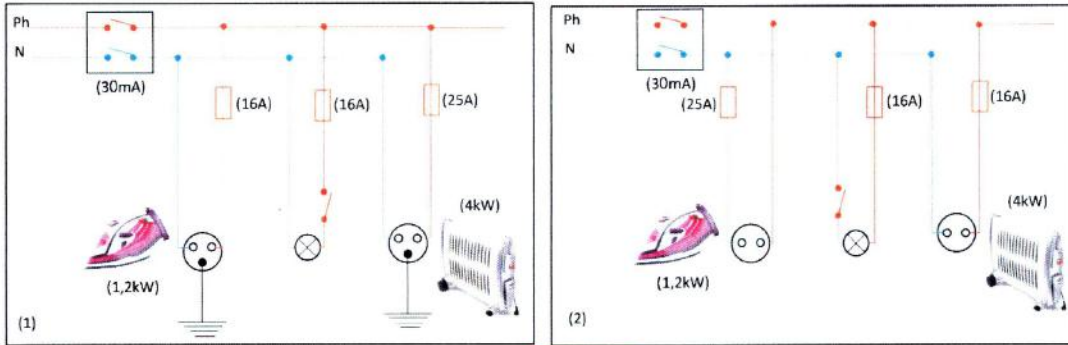 Ph
N
(30mA)
(16A)
(16A)
(25A)
(4kW)
(1,2kW)
(1)
Ph
N
(30mA)
(25A)
(16A)
(16A)
(4kW)
(1,2kW)
(2)